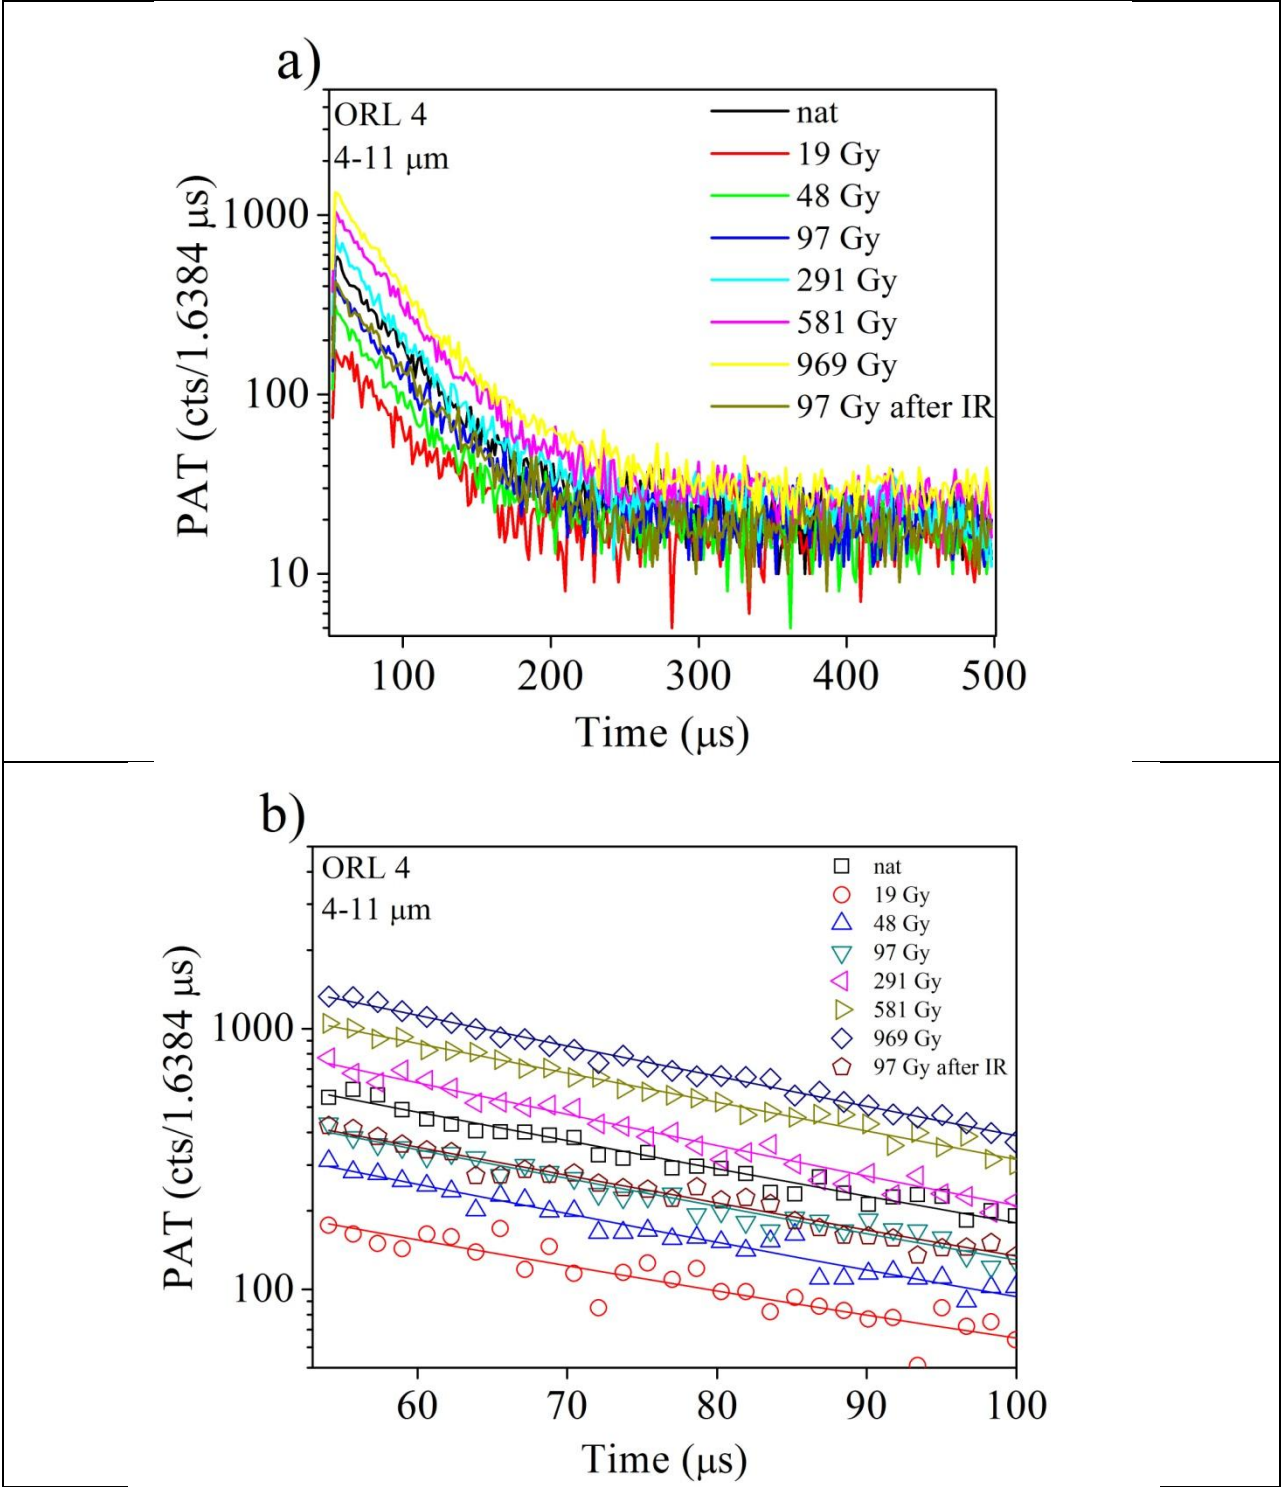 a)
ORL 4
4-11 μm
nat
19 Gy
48 Gy
97 Gy
291 Gy
581 Gy
969 Gy
97 Gy after IR
PAT (cts/1.6384 μs)
1000
100
10
100 200 300 400 500
Time (μs)
b)
ORL 4
4-11 μm
nat
19 Gy
48 Gy
97 Gy
291 Gy
581 Gy
969 Gy
97 Gy after IR
PAT (cts/1.6384 μs)
1000
100
60 70 80 90 100
Time (μs)